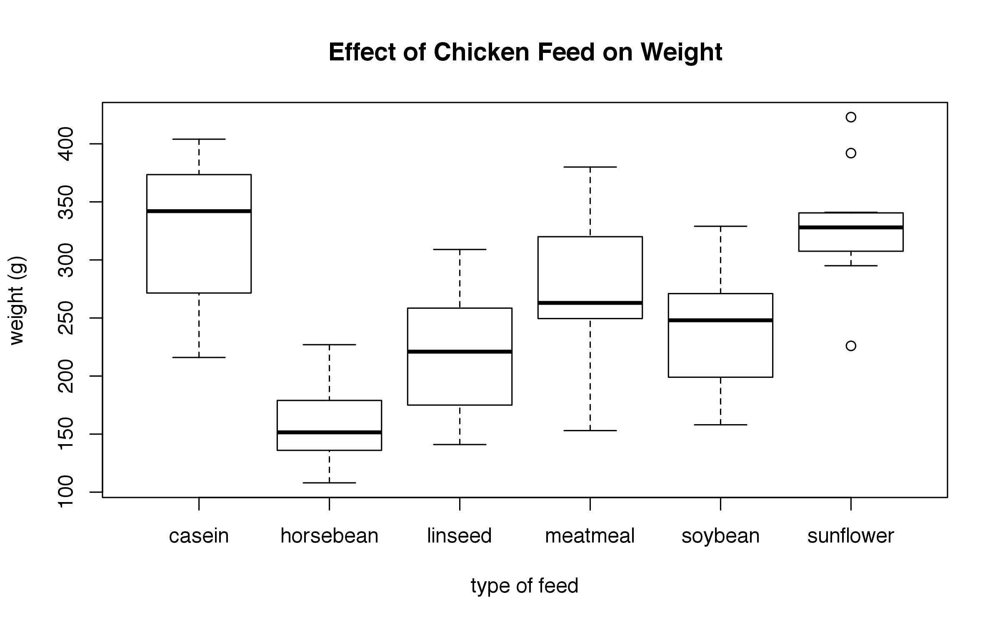 Effect of Chicken Feed on Weight
weight (g)
400
350
300
250
200
150
100
casein horsebean linseed meatmeal soybean sunflower
type of feed